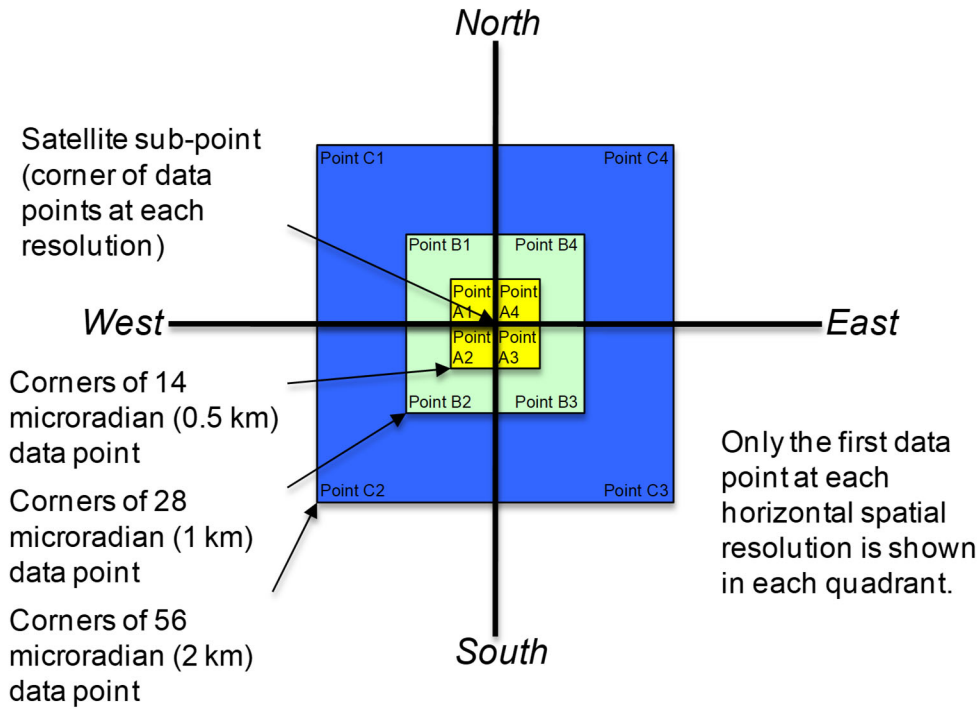 North
Satellite sub-point
(corner of data
points at each
resolution)
Point C1
Point C4
Point B1
Point B4
Point
A1
Point
A4
West
East
Point
A2
Point
A3
Corners of 14
microradian (0.5 km)
data point
Point B2
Point B3
Corners of 28
microradian (1 km)
data point
Point C2
Point C3
Only the first data
point at each
horizontal spatial
resolution is shown
in each quadrant.
Corners of 56
microradian (2 km)
data point
South